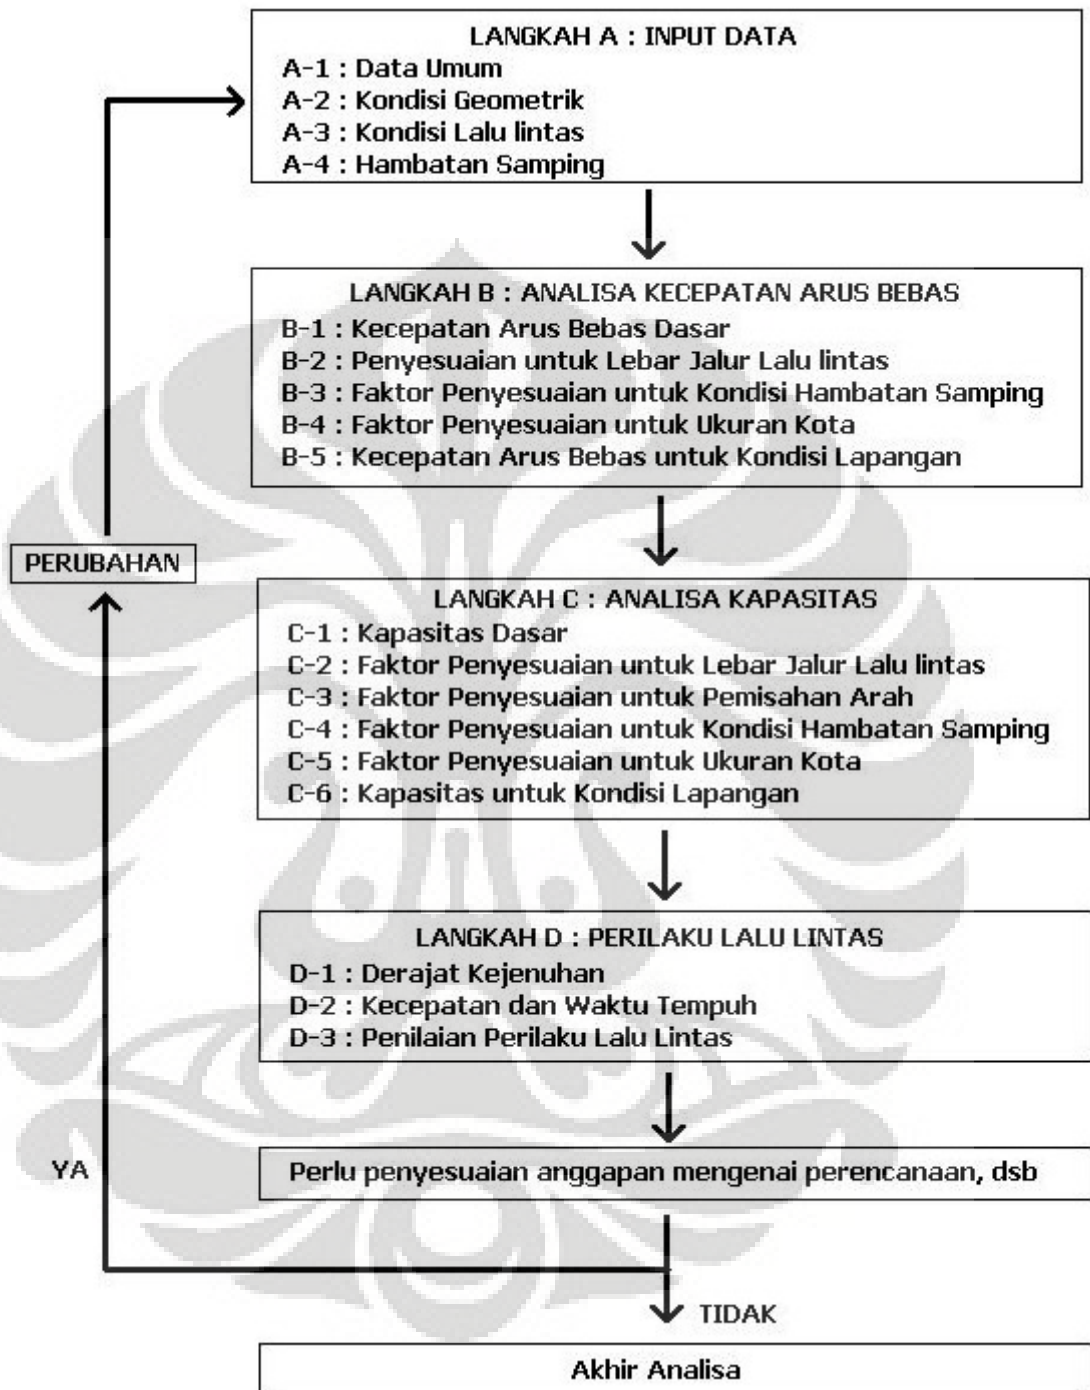 LANGKAH A : INPUT DATA
A-1 : Data Umum
A-2 : Kondisi Geometrik
A-3 : Kondisi Lalu lintas
A-4 : Hambatan Samping
LANGKAH B : ANALISA KECEPATAN ARUS BEBAS
B-1 : Kecepatan Arus Bebas Dasar
B-2 : Penyesuaian untuk Lebar Jalur Lalu lintas
B-3 : Faktor Penyesuaian untuk Kondisi Hambatan Samping
B-4 : Faktor Penyesuaian untuk Ukuran Kota
B-5 : Kecepatan Arus Bebas untuk Kondisi Lapangan
PERUBAHAN
LANGKAH C : ANALISA KAPASITAS
C-1 : Kapasitas Dasar
C-2 : Faktor Penyesuaian untuk Lebar Jalur Lalu lintas
C-3 : Faktor Penyesuaian untuk Pemisahan Arah
C-4 : Faktor Penyesuaian untuk Kondisi Hambatan Samping
C-5 : Faktor Penyesuaian untuk Ukuran Kota
C-6 : Kapasitas untuk Kondisi Lapangan
LANGKAH D : PERILAKU LALU LINTAS
D-1 : Derajat Kejenuhan
D-2 : Kecepatan dan Waktu Tempuh
D-3 : Penilaian Perilaku Lalu Lintas
YA
Perlu penyesuaian anggapan mengenai perencanaan, dsb
TIDAK
Akhir Analisa